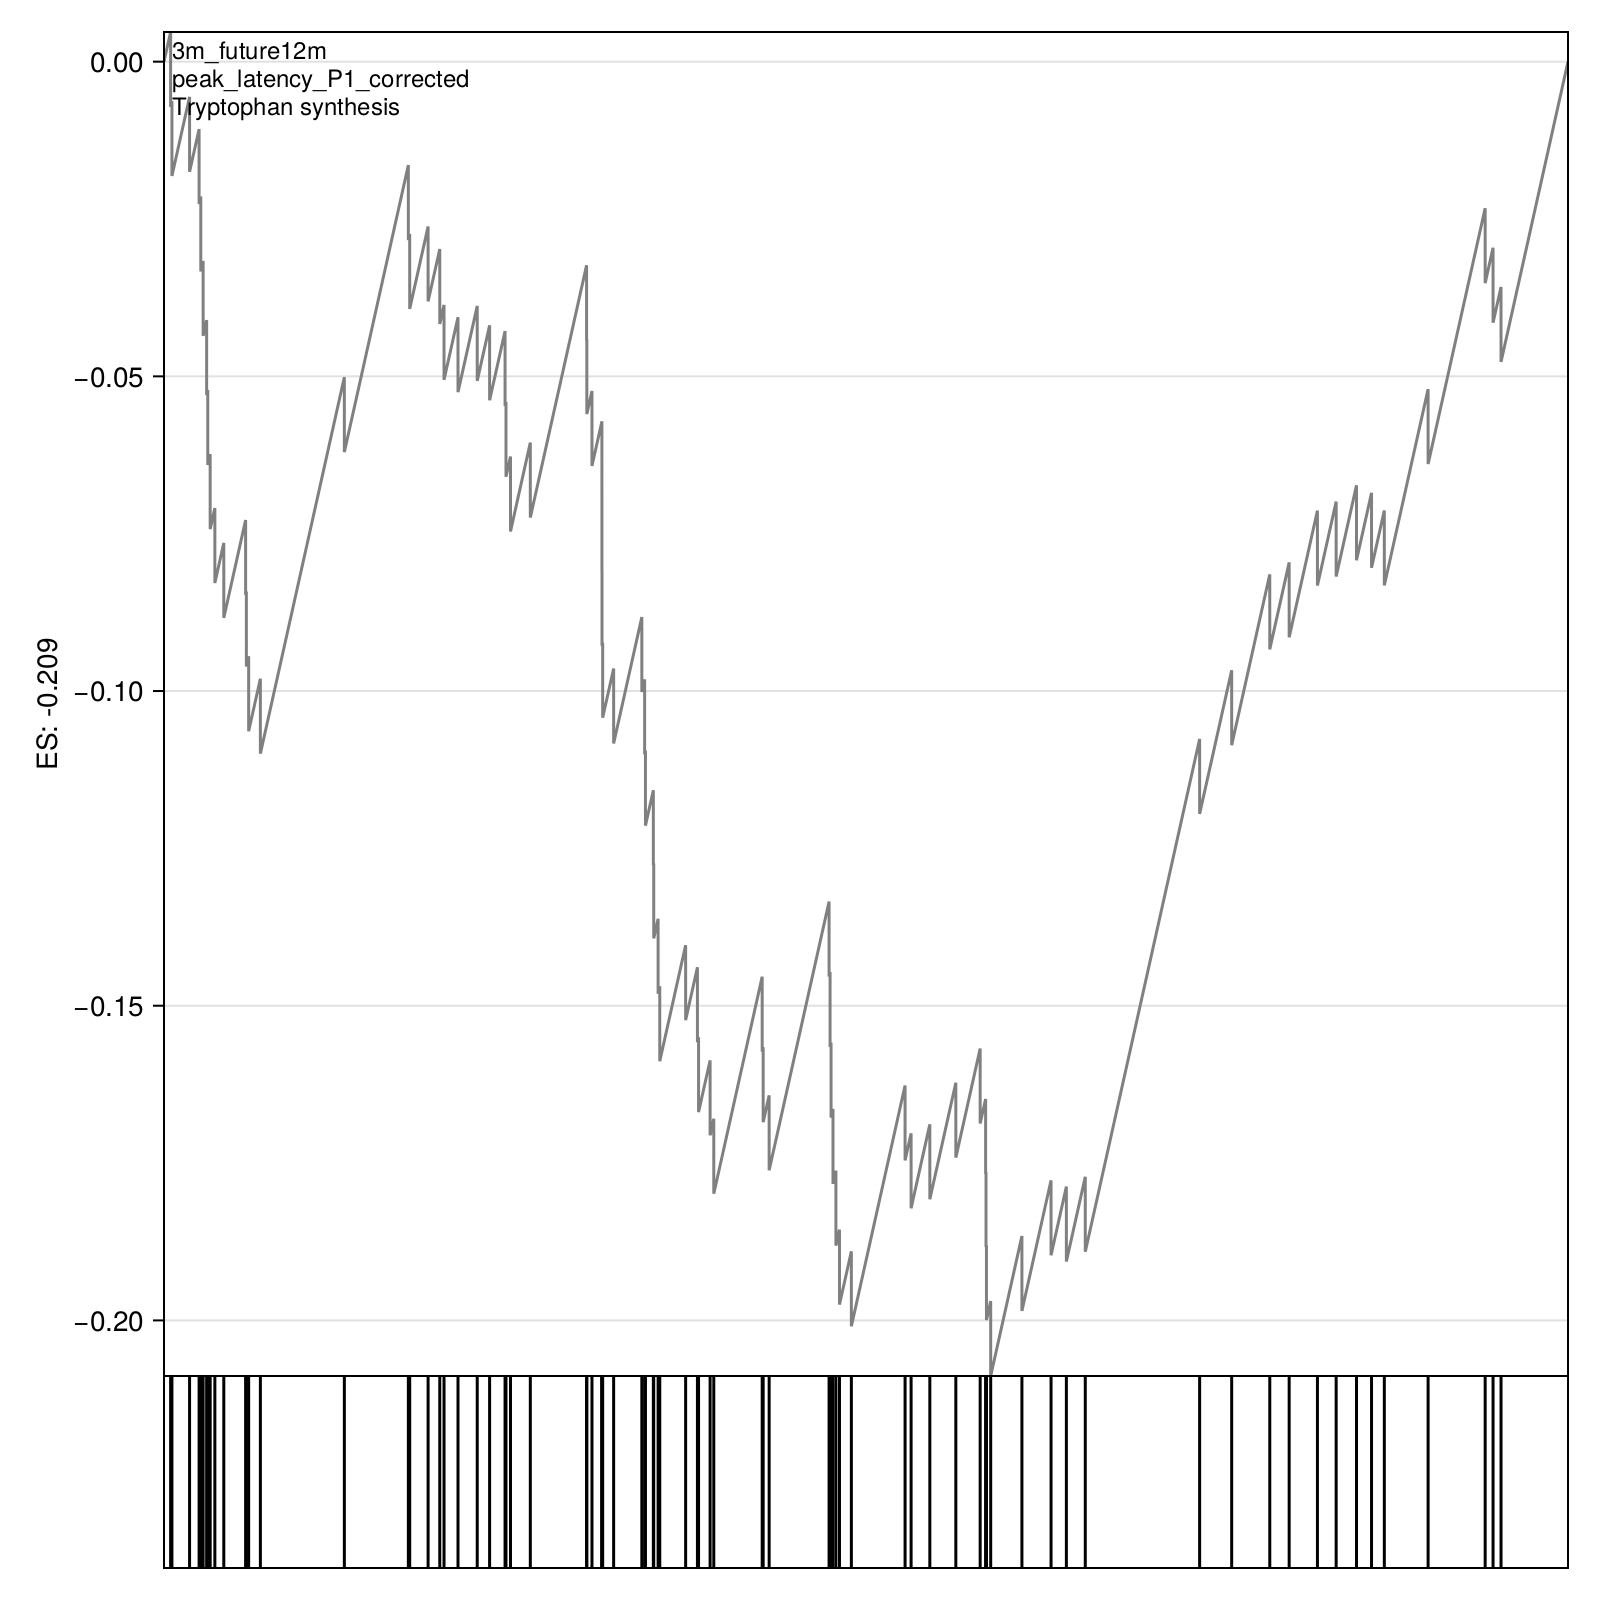 3m_future12m
peak_latency_P1_corrected
Tryptophan synthesis
0.00
−0.05
−0.10
−0.15
−0.20
ES: -0.209